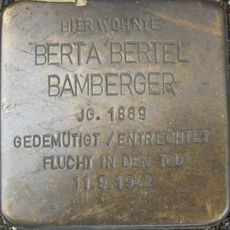 HIER WOHNTE
BERTA BERTEL
BAMBERGER
JG. 1889
GEDEMÜTIGT / ENTRECHTET
FLUCHT IN DEN TOD
11.9.1942